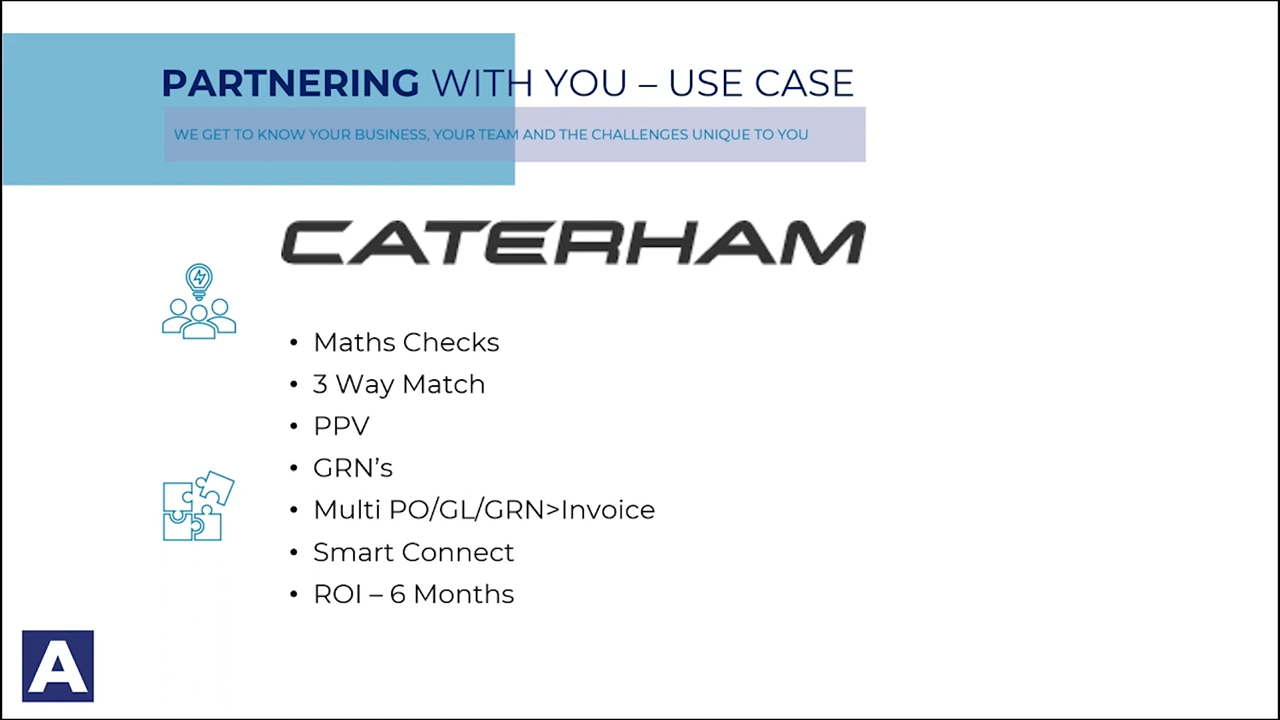 PARTNERING WITH YOU – USE CASE
WE GET TO KNOW YOUR BUSINESS, YOUR TEAM AND THE CHALLENGES UNIQUE TO YOU
CATERHAM
• Maths Checks
• 3 Way Match
• PPV
• GRN’s
• Multi PO/GL/GRN>Invoice
• Smart Connect
• ROI – 6 Months
A